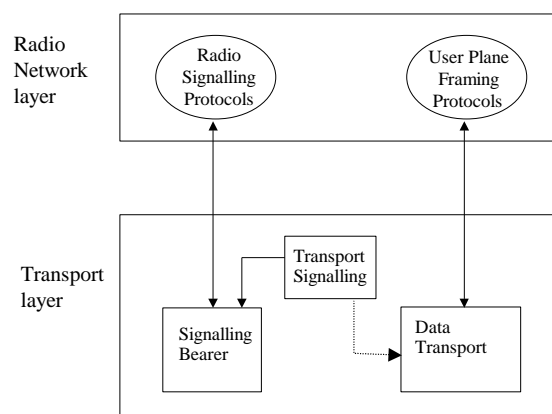 Radio
Network
layer
Radio
Signalling
Protocols
User Plane
Framing
Protocols
Transport
layer
Transport
Signalling
Signalling
Bearer
Data
Transport